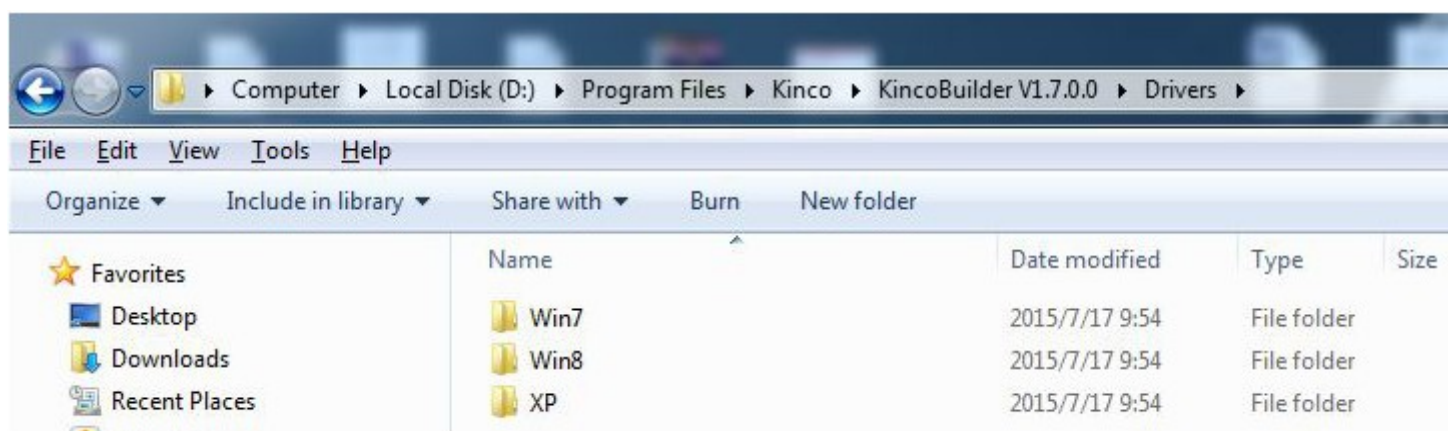 Computer Local Disk (D:) Program Files Kinco KincoBuilder V1.7.0.0 Drivers
File Edit View Tools Help
Organize Include in library Share with Burn New folder
Name Date modified Type Size
Favorites
Desktop Win7 2015/7/17 9:54 File folder
Downloads Win8 2015/7/17 9:54 File folder
Recent Places XP 2015/7/17 9:54 File folder